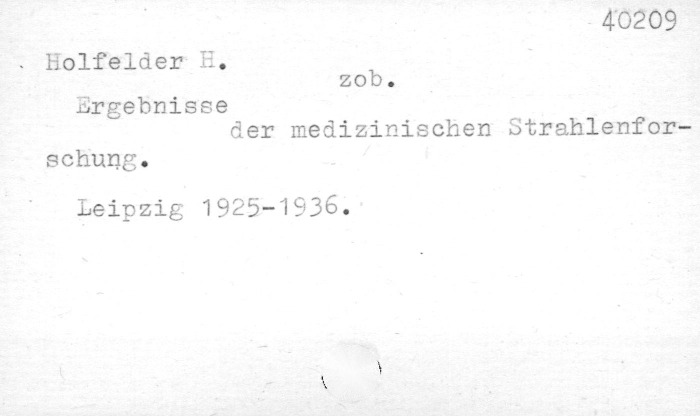 40209
Holfelder H.
zob.
Ergebnisse
der medizinischen Strahlenfor-
schung.
Leipzig 1925-1936.